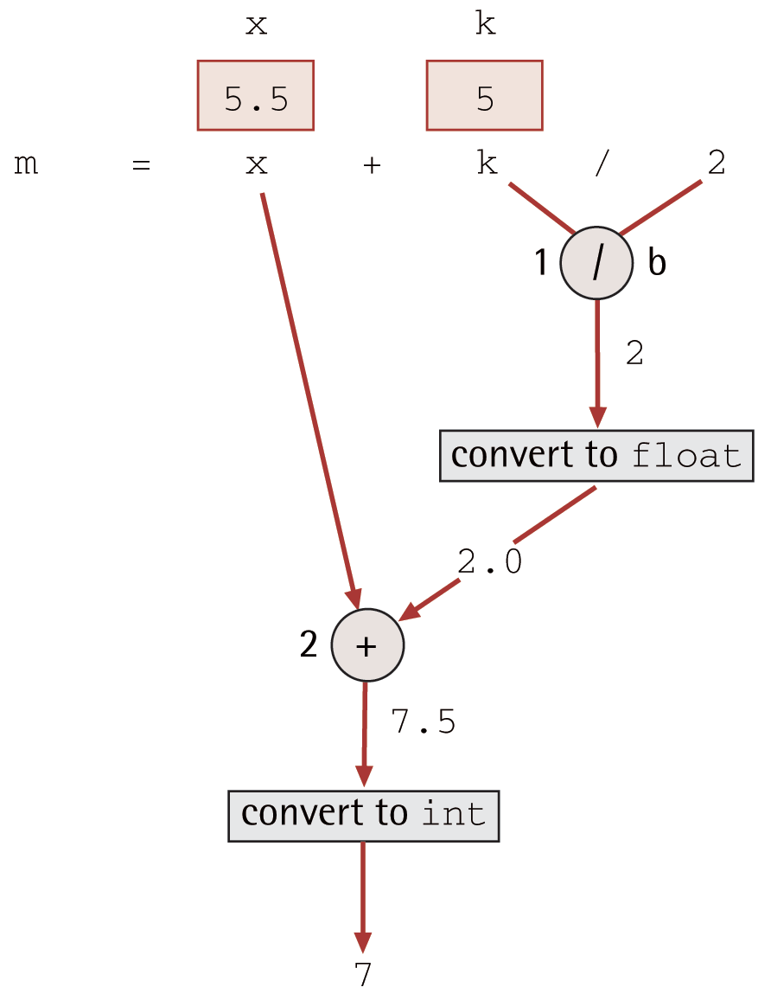 x k
5.5 5
m = x + k / 2
1 / b
2
convert to float
2.0
2 +
7.5
convert to int
7